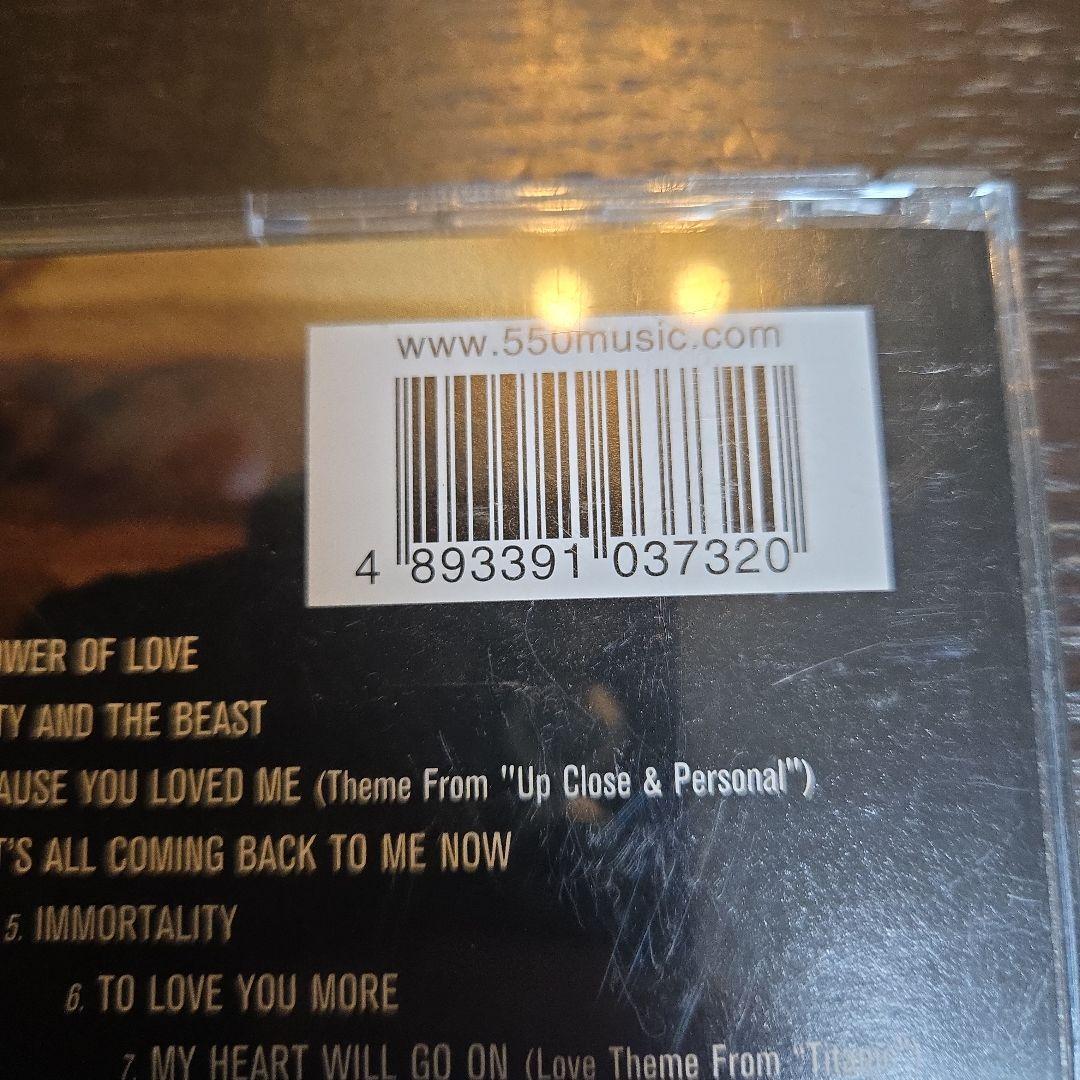 www.550music.com
4 893391 037320
OWER OF LOVE
TY AND THE BEAST
AUSE YOU LOVED ME (Theme From "Up Close & Personal")
T'S ALL COMING BACK TO ME NOW
5. IMMORTALITY
6. TO LOVE YOU MORE
7. MY HEART WILL GO ON (Love Theme From "Titanic")